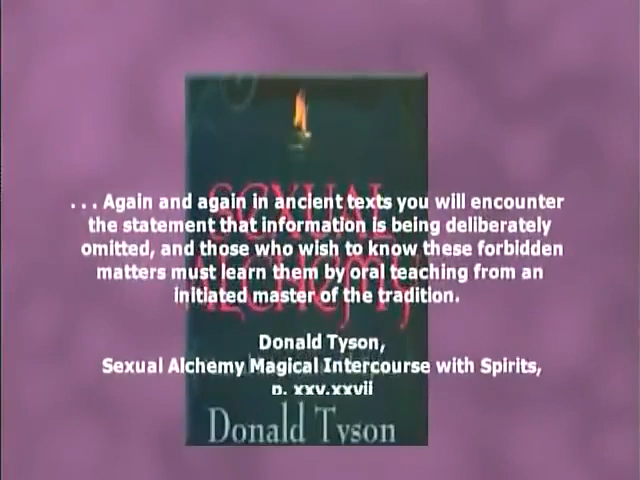 . . . Again and again in ancient texts you will encounter
the statement that information is being deliberately
omitted, and those who wish to know these forbidden
matters must learn them by oral teaching from an
initiated master of the tradition.
Donald Tyson,
Sexual Alchemy Magical Intercourse with Spirits,
p. xxv.xxvii
SEXUAL
ALCHEMY
Donald Tyson